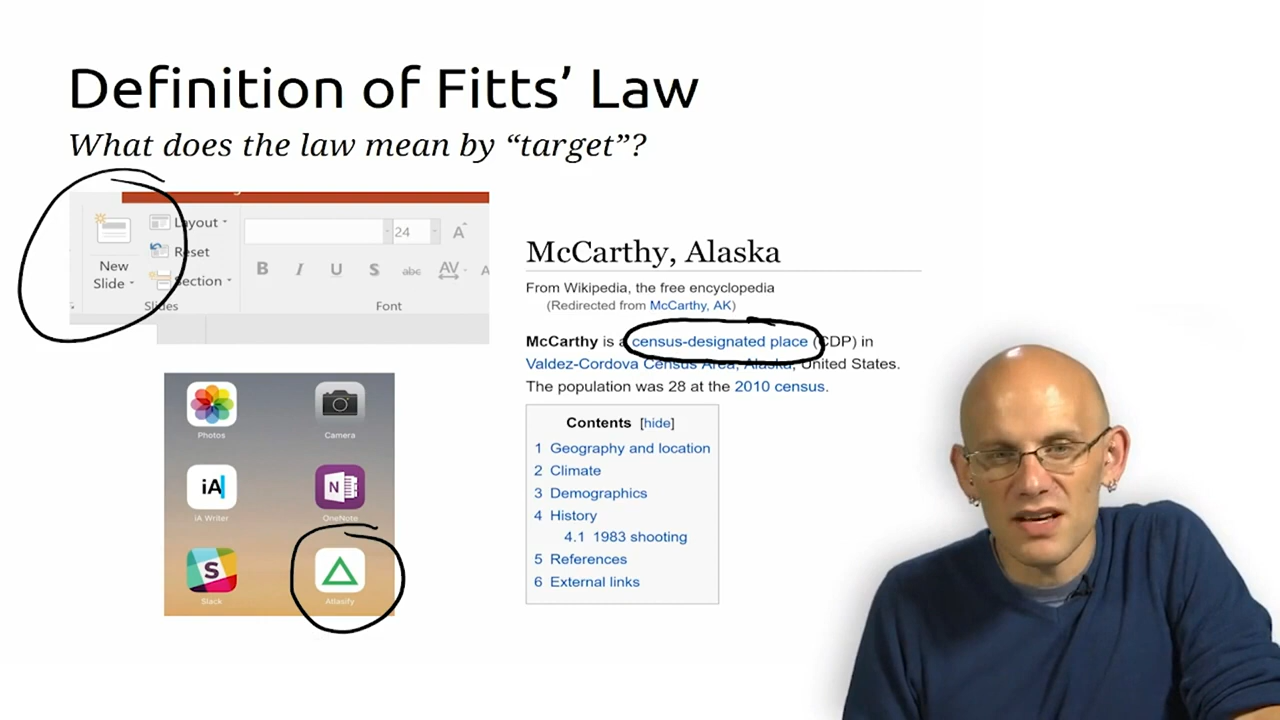 Definition of Fitts’ Law
What does the law mean by “target”?
New
Slide
Layout
Reset
Section
Slides
24
A
B I U S abc AV A
Font
Photos
Camera
iA
iA Writer
N
OneNote
S
Slack
Atlasify
McCarthy, Alaska
From Wikipedia, the free encyclopedia
(Redirected from McCarthy, AK)
McCarthy is a census-designated place (CDP) in
Valdez-Cordova Census Area, Alaska, United States.
The population was 28 at the 2010 census.
Contents [hide]
1 Geography and location
2 Climate
3 Demographics
4 History
4.1 1983 shooting
5 References
6 External links